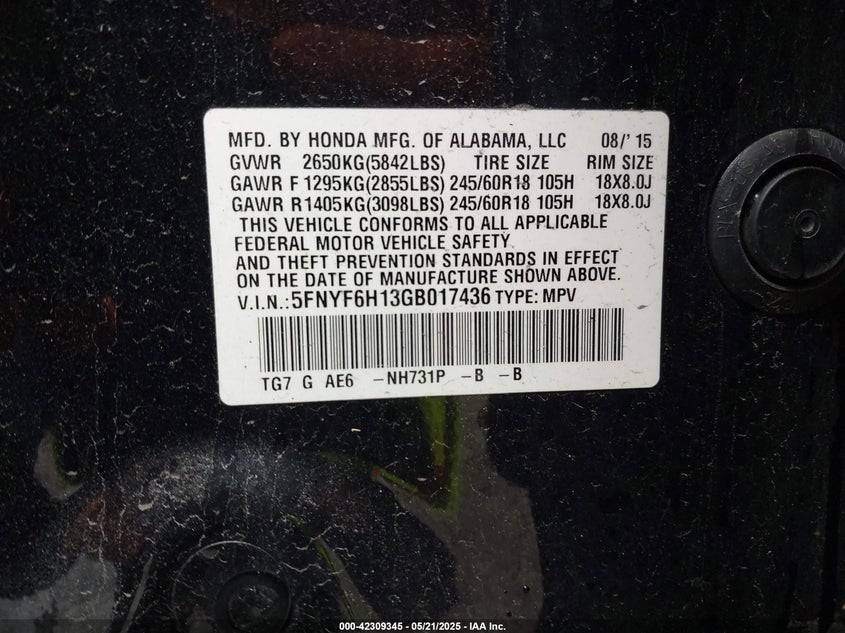 MFD. BY HONDA MFG. OF ALABAMA, LLC 08/'15
GVWR 2650KG(5842LBS) TIRE SIZE RIM SIZE
GAWR F 1295KG(2855LBS) 245/60R18 105H 18X8.0J
GAWR R 1405KG(3098LBS) 245/60R18 105H 18X8.0J
THIS VEHICLE CONFORMS TO ALL APPLICABLE
FEDERAL MOTOR VEHICLE SAFETY
AND THEFT PREVENTION STANDARDS IN EFFECT
ON THE DATE OF MANUFACTURE SHOWN ABOVE.
V.I.N.:5FNYF6H13GB017436 TYPE: MPV
TG7 G AE6 -NH731P -B -B
000-42309345 - 05/21/2025 - IAA Inc.